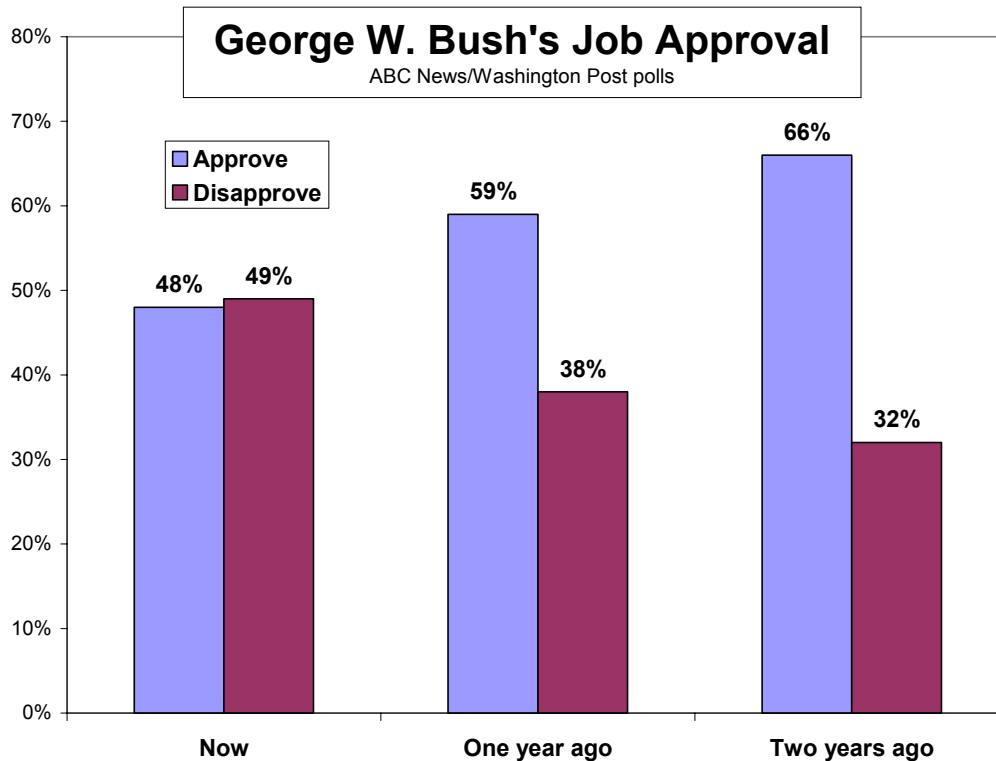 George W. Bush's Job Approval
ABC News/Washington Post polls
80%
70%
60%
50%
40%
30%
20%
10%
0%
Approve
Disapprove
48%
49%
59%
38%
66%
32%
Now
One year ago
Two years ago